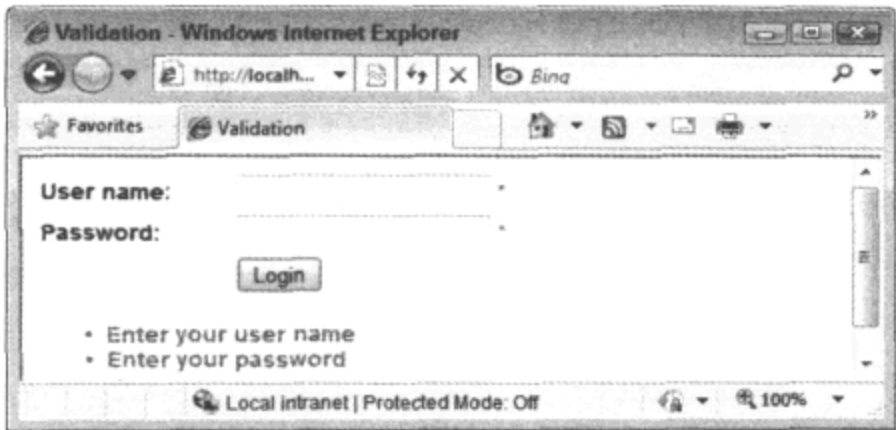 Validation - Windows Internet Explorer
http://localh...
Bing
Favorites
Validation
»
User name:
*
Password:
*
Login
• Enter your user name
• Enter your password
Local intranet | Protected Mode: Off
100%